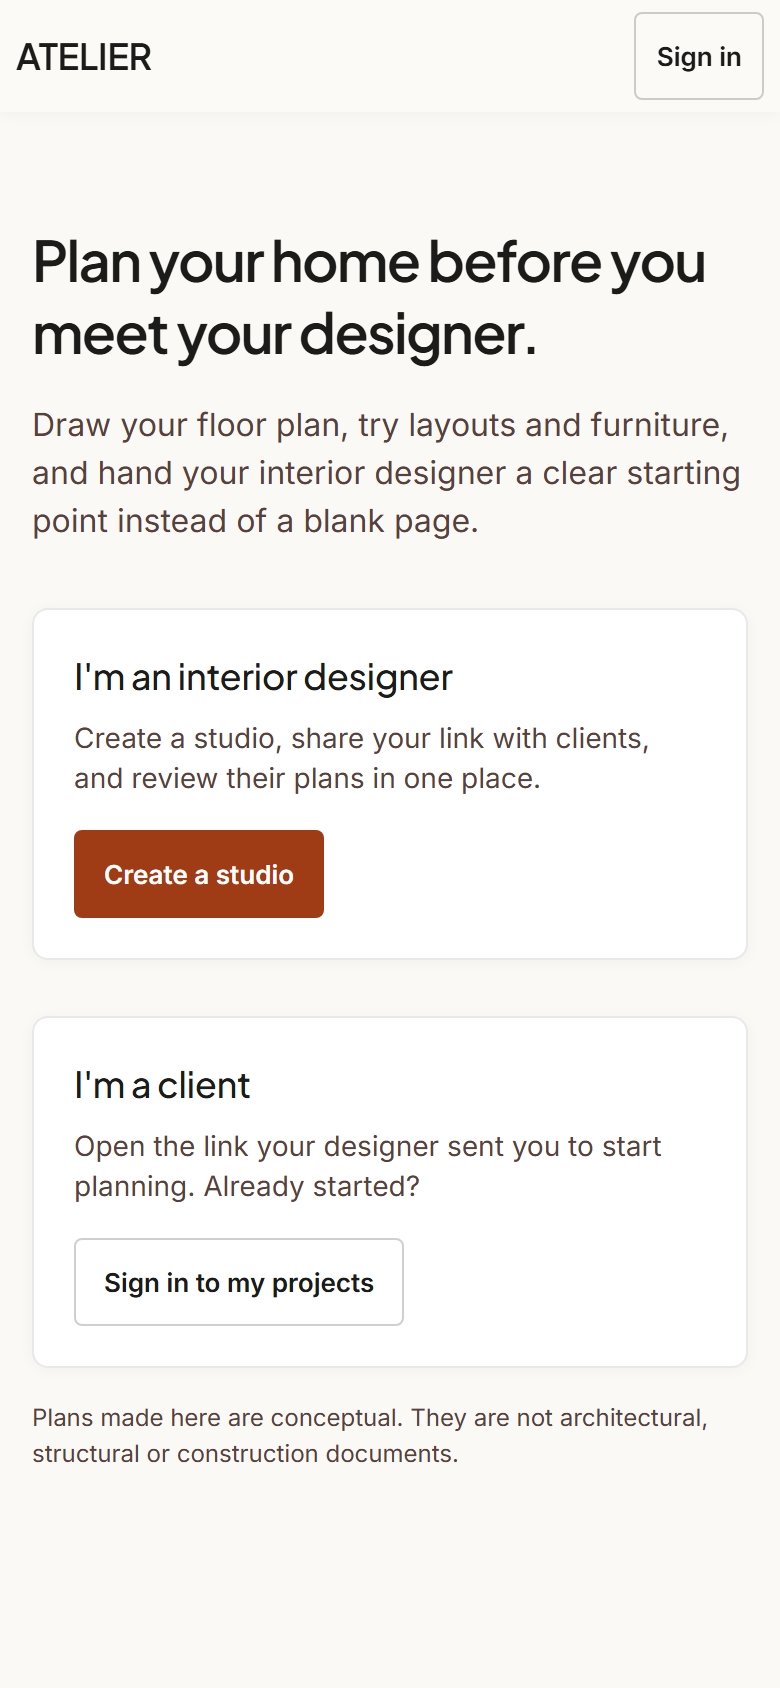 ATELIER
Sign in
Plan your home before you
meet your designer.
Draw your floor plan, try layouts and furniture,
and hand your interior designer a clear starting
point instead of a blank page.
I'm an interior designer
Create a studio, share your link with clients,
and review their plans in one place.
Create a studio
I'm a client
Open the link your designer sent you to start
planning. Already started?
Sign in to my projects
Plans made here are conceptual. They are not architectural,
structural or construction documents.